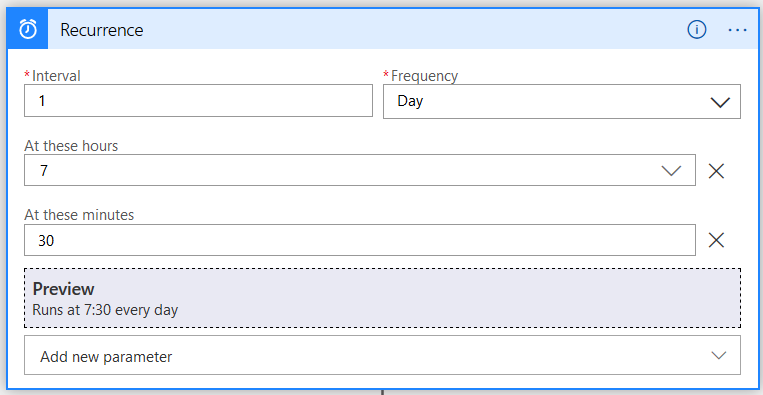 Recurrence
*Interval
*Frequency
1
Day
At these hours
7
At these minutes
30
Preview
Runs at 7:30 every day
Add new parameter